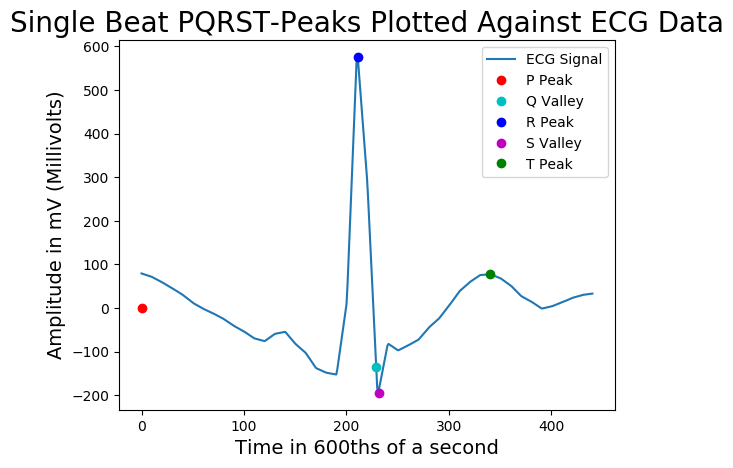 Single Beat PQRST-Peaks Plotted Against ECG Data
Amplitude in mV (Millivolts)
600
500
400
300
200
100
0
−100
−200
ECG Signal
P Peak
Q Valley
R Peak
S Valley
T Peak
0 100 200 300 400
Time in 600ths of a second